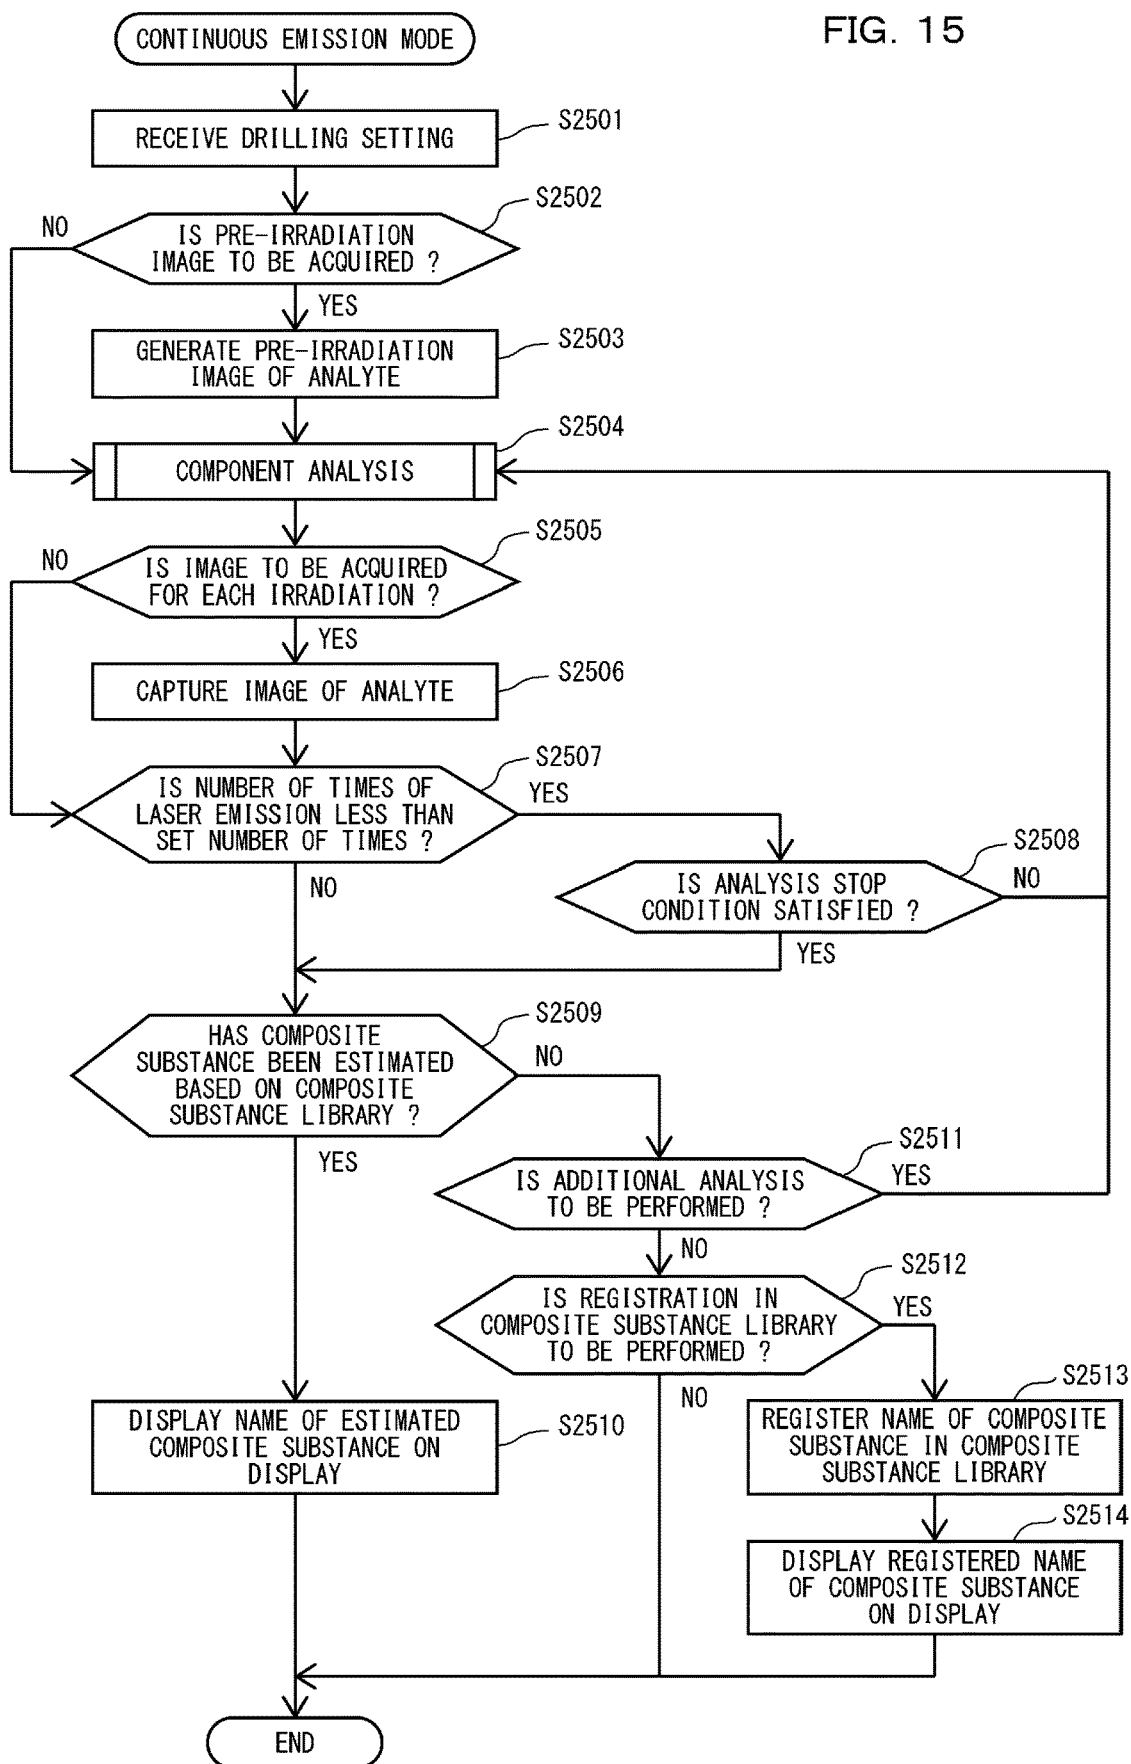 FIG. 15
CONTINUOUS EMISSION MODE
S2501
RECEIVE DRILLING SETTING
S2502
NO
IS PRE-IRRADIATION
IMAGE TO BE ACQUIRED ?
YES
S2503
GENERATE PRE-IRRADIATION
IMAGE OF ANALYTE
S2504
COMPONENT ANALYSIS
S2505
NO
IS IMAGE TO BE ACQUIRED
FOR EACH IRRADIATION ?
YES
S2506
CAPTURE IMAGE OF ANALYTE
S2507
IS NUMBER OF TIMES OF
LASER EMISSION LESS THAN
SET NUMBER OF TIMES ?
YES
NO
S2508
IS ANALYSIS STOP
CONDITION SATISFIED ?
NO
YES
S2509
HAS COMPOSITE
SUBSTANCE BEEN ESTIMATED
BASED ON COMPOSITE
SUBSTANCE LIBRARY ?
NO
YES
S2511
IS ADDITIONAL ANALYSIS
TO BE PERFORMED ?
YES
NO
S2512
IS REGISTRATION IN
COMPOSITE SUBSTANCE LIBRARY
TO BE PERFORMED ?
YES
NO
S2510
DISPLAY NAME OF ESTIMATED
COMPOSITE SUBSTANCE ON
DISPLAY
S2513
REGISTER NAME OF COMPOSITE
SUBSTANCE IN COMPOSITE
SUBSTANCE LIBRARY
S2514
DISPLAY REGISTERED NAME
OF COMPOSITE SUBSTANCE
ON DISPLAY
END